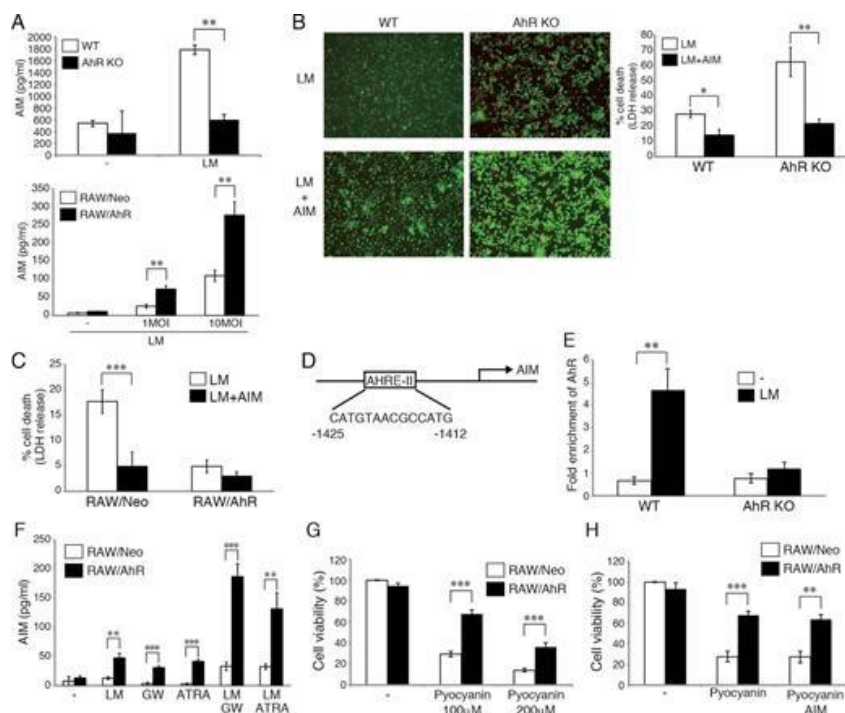 A
WT
AhR KO
AIM (pg/ml)
2000
1800
1600
1400
1200
1000
800
600
400
200
0
**
-
LM
RAW/Neo
RAW/AhR
AIM (pg/ml)
350
300
250
200
150
100
50
0
**
**
-
1MOI
10MOI
LM
B
WT
AhR KO
LM
LM
+
AIM
LM
LM+AIM
% cell death
(LDH release)
80
70
60
50
40
30
20
10
0
*
**
WT
AhR KO
C
LM
LM+AIM
% cell death
(LDH release)
25
20
15
10
5
0
***
RAW/Neo
RAW/AhR
D
AHRE-II
AIM
CATGTAACGCCATG
-1425
-1412
E
-
LM
Fold enrichment of AhR
6
5
4
3
2
1
0
**
WT
AhR KO
F
RAW/Neo
RAW/AhR
AIM (pg/ml)
250
200
150
100
50
0
**
***
***
***
**
-
LM
GW
ATRA
LM
GW
LM
ATRA
G
RAW/Neo
RAW/AhR
Cell viability (%)
120
100
80
60
40
20
0
***
***
-
Pyocyanin
100μM
Pyocyanin
200μM
H
RAW/Neo
RAW/AhR
Cell viability (%)
120
100
80
60
40
20
0
***
**
-
Pyocyanin
Pyocyanin
AIM